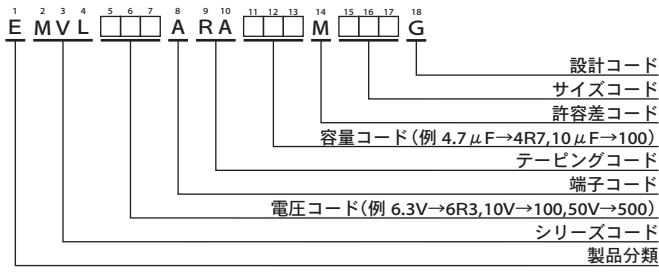 1 2 3 4 5 6 7 8 9 10 11 12 13 14 15 16 17 18
E M V L □□□ A R A □□□ M □□□ G
設計コード
サイズコード
許容差コード
容量コード(例 4.7μF→4R7,10μF→100)
テーピングコード
端子コード
電圧コード(例 6.3V→6R3,10V→100,50V→500)
シリーズコード
製品分類